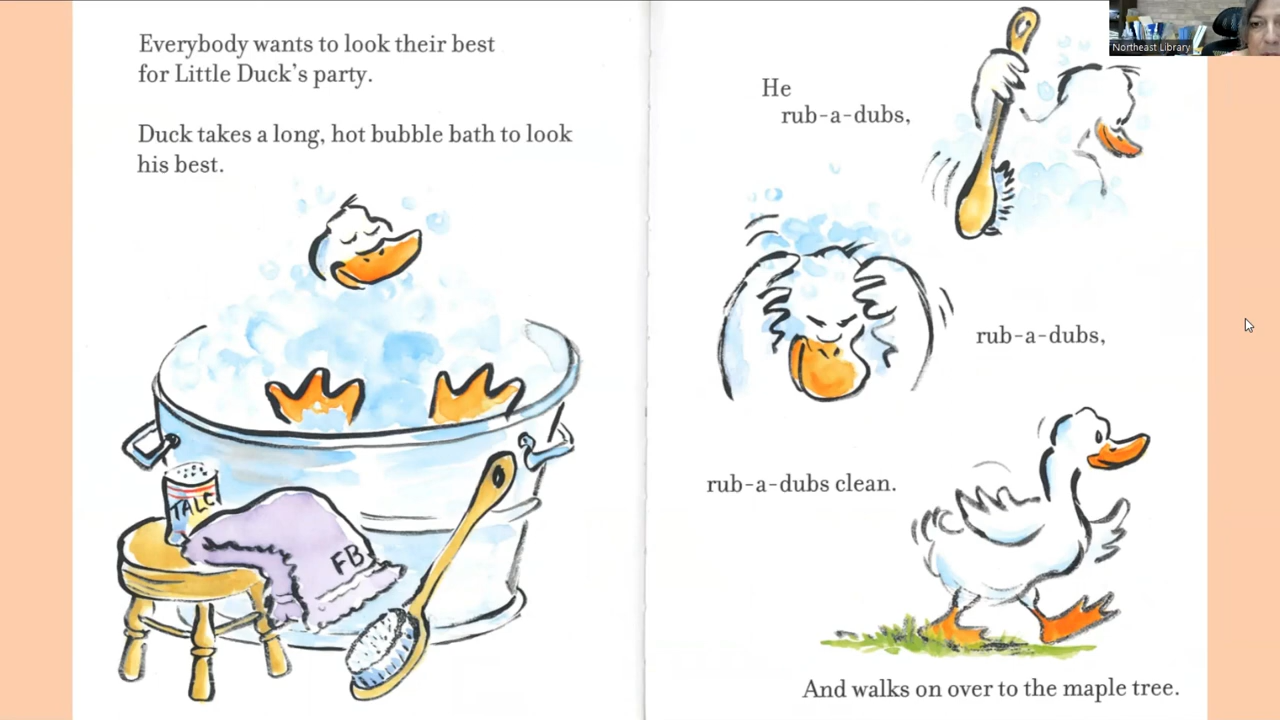 Everybody wants to look their best
for Little Duck's party.
Duck takes a long, hot bubble bath to look
his best.
TALC
FB
He
rub-a-dubs,
rub-a-dubs,
rub-a-dubs clean.
And walks on over to the maple tree.
Northeast Library